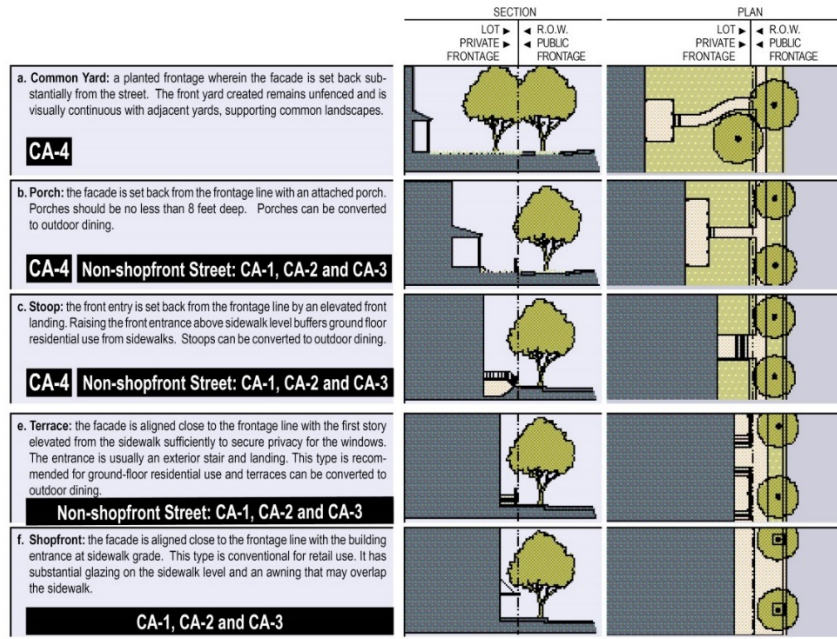 SECTION
PLAN
LOT ► ◄ R.O.W.
PRIVATE ► ◄ PUBLIC
FRONTAGE FRONTAGE
LOT ► ◄ R.O.W.
PRIVATE ► ◄ PUBLIC
FRONTAGE FRONTAGE
a. Common Yard: a planted frontage wherein the facade is set back sub-
stantially from the street. The front yard created remains unfenced and is
visually continuous with adjacent yards, supporting common landscapes.
CA-4
b. Porch: the facade is set back from the frontage line with an attached porch.
Porches should be no less than 8 feet deep. Porches can be converted
to outdoor dining.
CA-4 Non-shopfront Street: CA-1, CA-2 and CA-3
c. Stoop: the front entry is set back from the frontage line by an elevated front
landing. Raising the front entrance above sidewalk level buffers ground floor
residential use from sidewalks. Stoops can be converted to outdoor dining.
CA-4 Non-shopfront Street: CA-1, CA-2 and CA-3
e. Terrace: the facade is aligned close to the frontage line with the first story
elevated from the sidewalk sufficiently to secure privacy for the windows.
The entrance is usually an exterior stair and landing. This type is recom-
mended for ground-floor residential use and terraces can be converted to
outdoor dining.
Non-shopfront Street: CA-1, CA-2 and CA-3
f. Shopfront: the facade is aligned close to the frontage line with the building
entrance at sidewalk grade. This type is conventional for retail use. It has
substantial glazing on the sidewalk level and an awning that may overlap
the sidewalk.
CA-1, CA-2 and CA-3